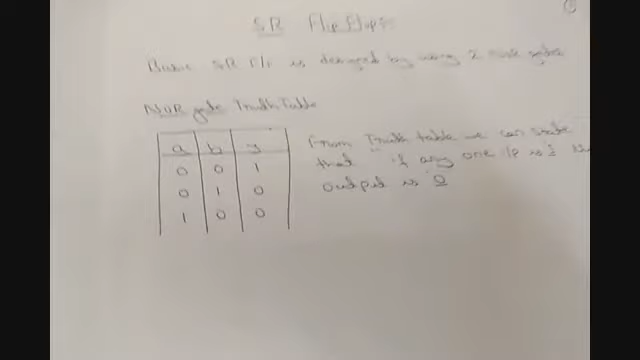 SR Flip Flops
Basic SR F/F is designed by using 2 gates
NOR gate Truth Table
a b y
0 0 1
0 1 0
1 0 0
From Truth table we can state
that " if any one i/p is 1 the
output is 0